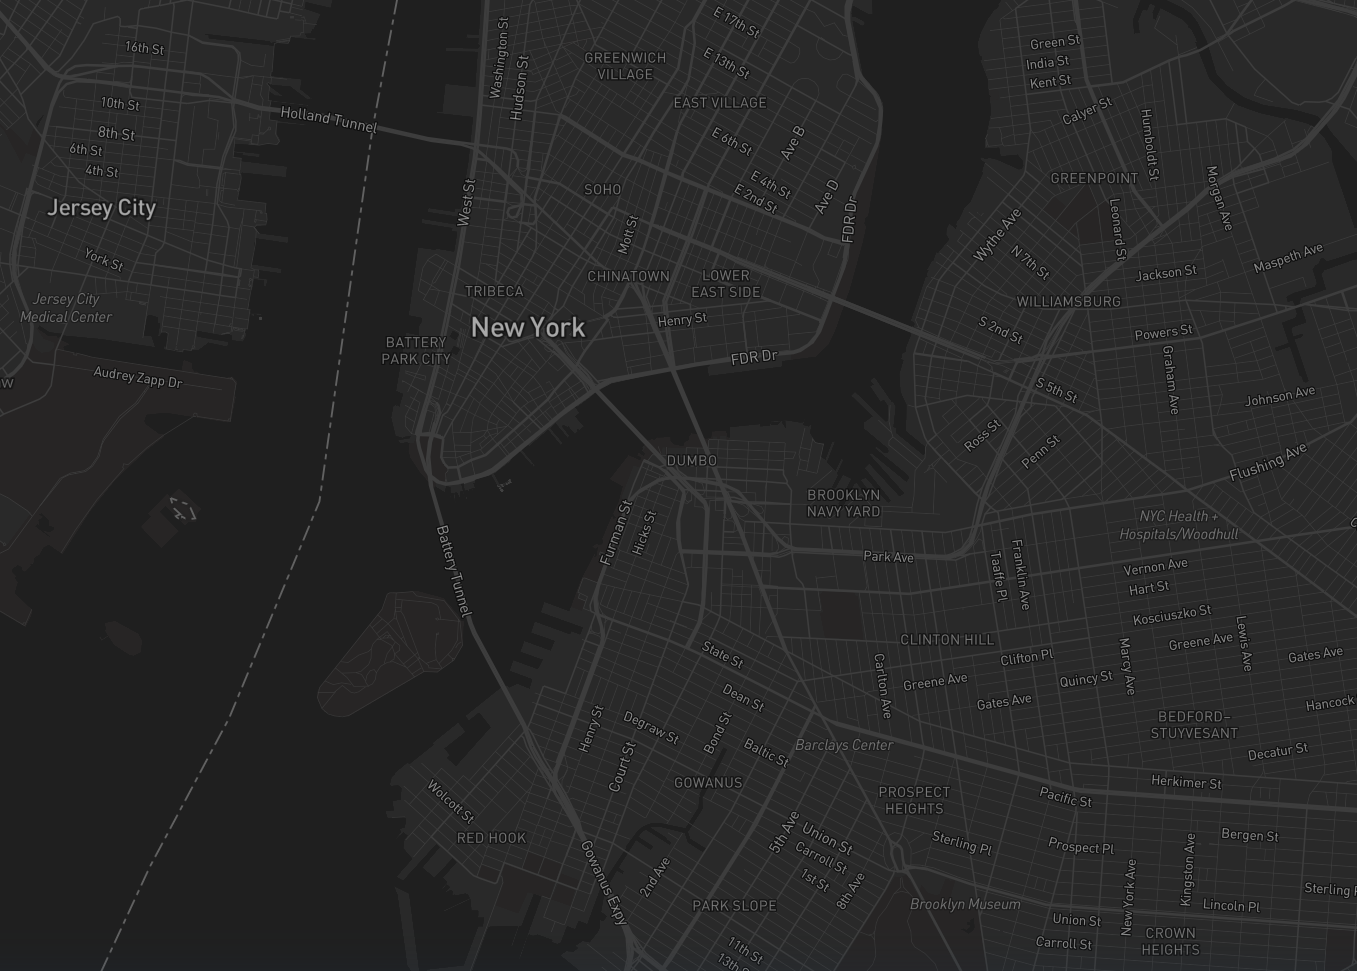 E 17th St
Green St
16th St
Washington St
GREENWICH
VILLAGE
E 13th St
India St
Kent St
Hudson St
10th St
EAST VILLAGE
Calyer St
Holland Tunnel
8th St
E 6th St
Ave B
Humboldt St
6th St
4th St
E 4th St
GREENPOINT
SOHO
E 2nd St
Ave D
Morgan Ave
Jersey City
West St
FDR Dr
Mott St
Wythe Ave
Leonard St
York St
N 7th St
Maspeth Ave
CHINATOWN
LOWER
EAST SIDE
Jackson St
TRIBECA
Jersey City
Medical Center
WILLIAMSBURG
New York
Henry St
S 2nd St
Powers St
BATTERY
PARK CITY
FDR Dr
Graham Ave
Audrey Zapp Dr
w
S 5th St
Johnson Ave
Ross St
Penn St
DUMBO
Flushing Ave
BROOKLYN
NAVY YARD
NYC Health +
Hospitals/Woodhull
Furman St
Hicks St
Battery Tunnel
Park Ave
Taaffe Pl
Franklin Ave
Vernon Ave
Hart St
Kosciuszko St
CLINTON HILL
Greene Ave
Lewis Ave
State St
Clifton Pl
Marcy Ave
Gates Ave
Carlton Ave
Greene Ave
Quincy St
Dean St
Gates Ave
Hancock
Henry St
Degraw St
Bond St
BEDFORD–
STUYVESANT
Baltic St
Barclays Center
Decatur St
Court St
GOWANUS
Herkimer St
PROSPECT
HEIGHTS
Pacific St
Wolcott St
RED HOOK
5th Ave
Union St
Bergen St
Sterling Pl
Prospect Pl
Carroll St
Kingston Ave
Gowanus Expy
2nd Ave
1st St
8th Ave
New York Ave
Sterling P
PARK SLOPE
Brooklyn Museum
Lincoln Pl
Union St
11th St
Carroll St
CROWN
HEIGHTS
13th St